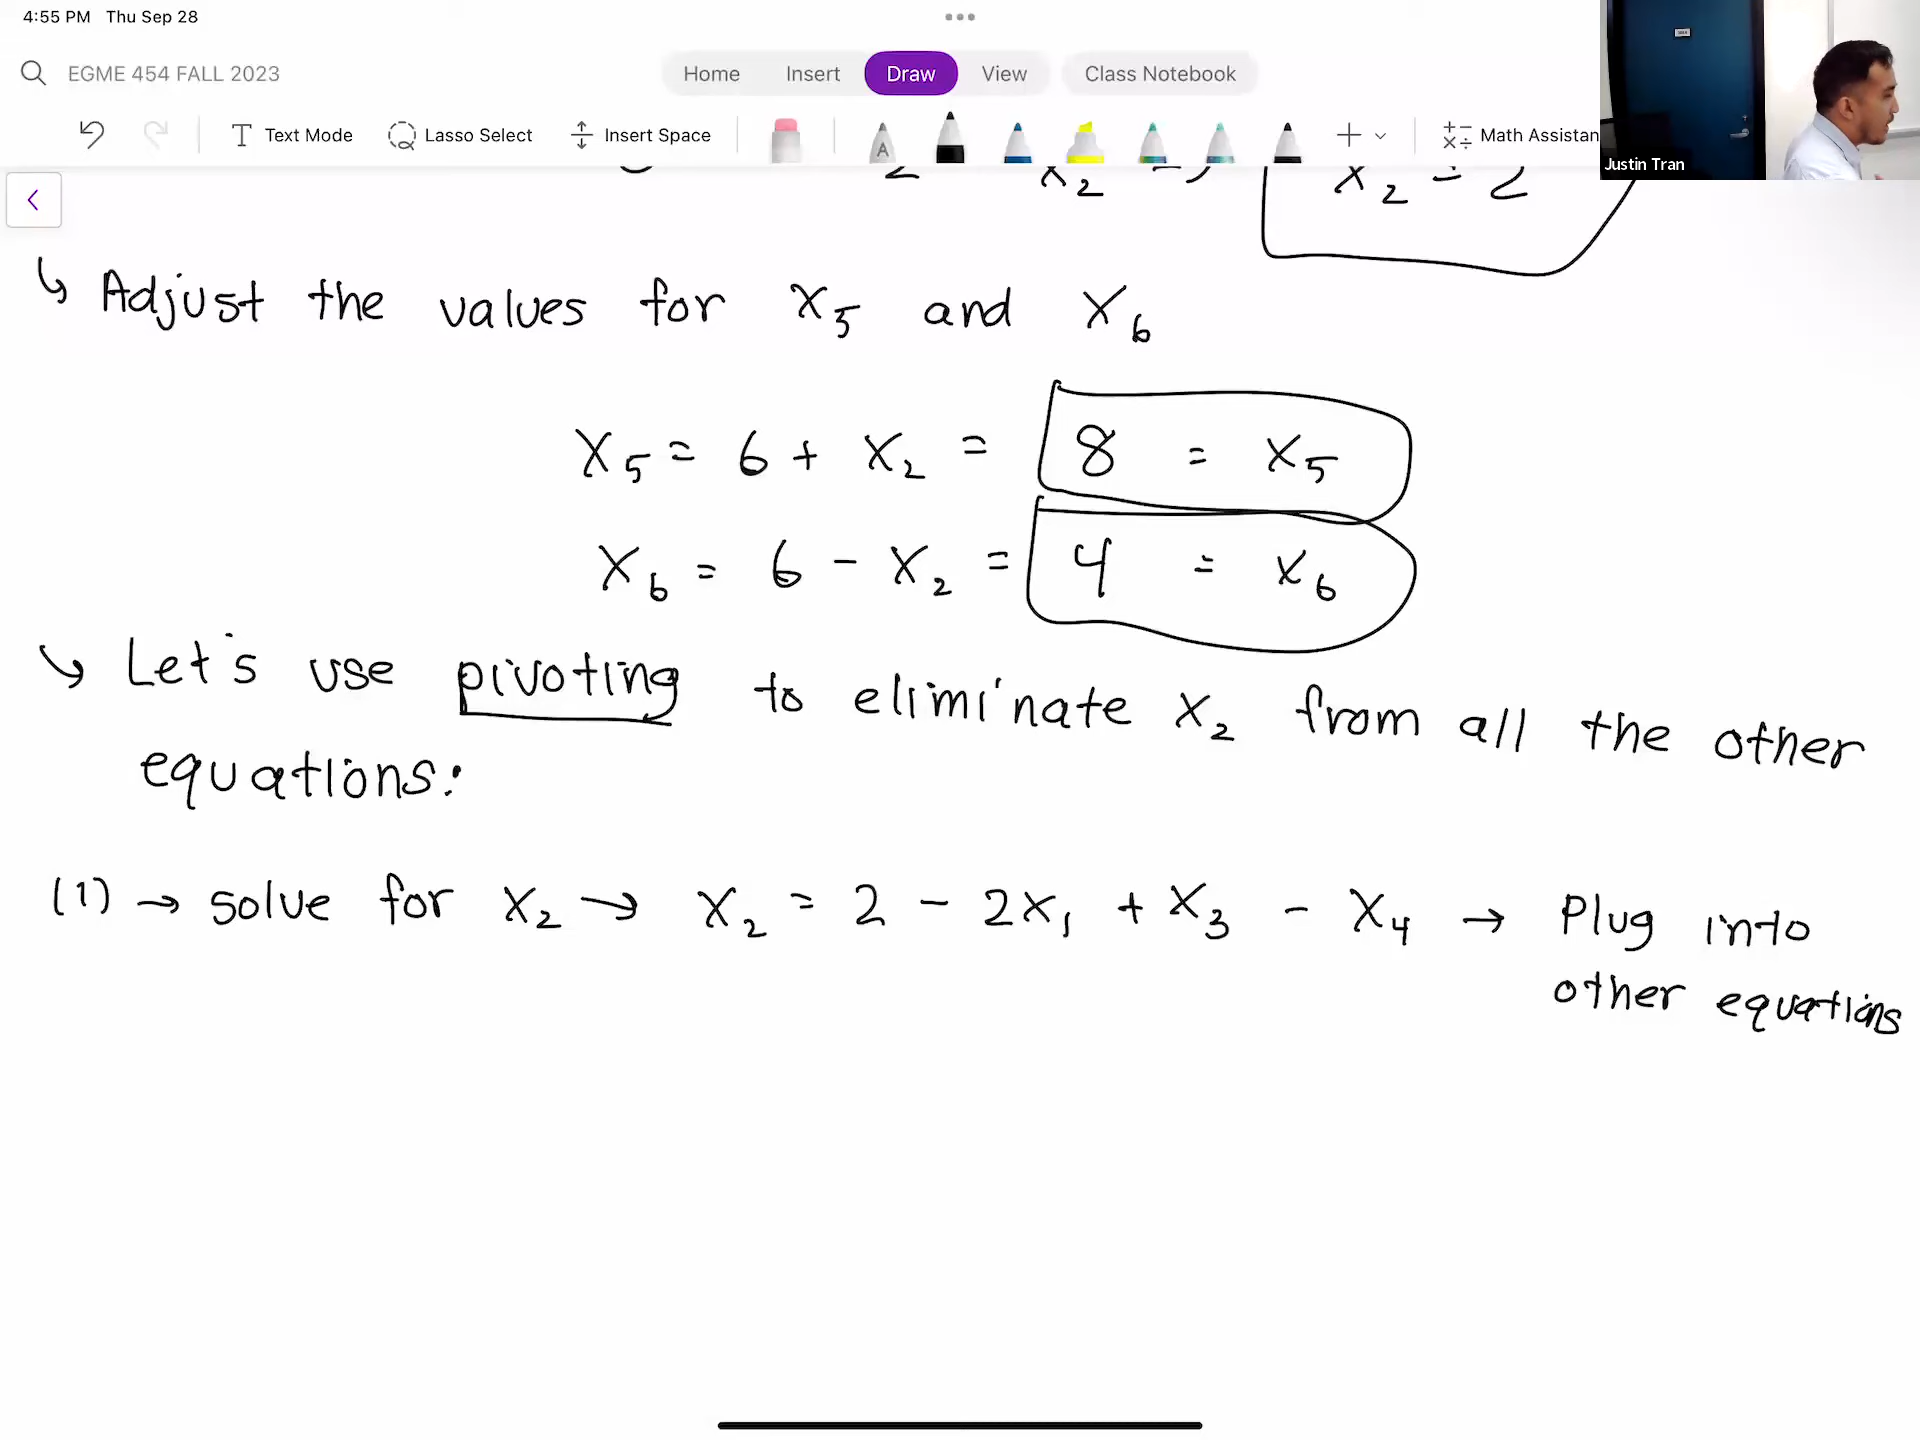 4:55 PM Thu Sep 28
EGME 454 FALL 2023
Home Insert Draw View Class Notebook
Text Mode Lasso Select Insert Space A Math Assistan
Justin Tran
x₂ x₂ = 2
↳ Adjust the values for x₅ and x₆
x₅ = 6 + x₂ = 8 = x₅
x₆ = 6 - x₂ = 4 = x₆
↳ Let's use pivoting to eliminate x₂ from all the other
equations:
(1) → solve for x₂ → x₂ = 2 - 2x₁ + x₃ - x₄ → Plug into
other equations